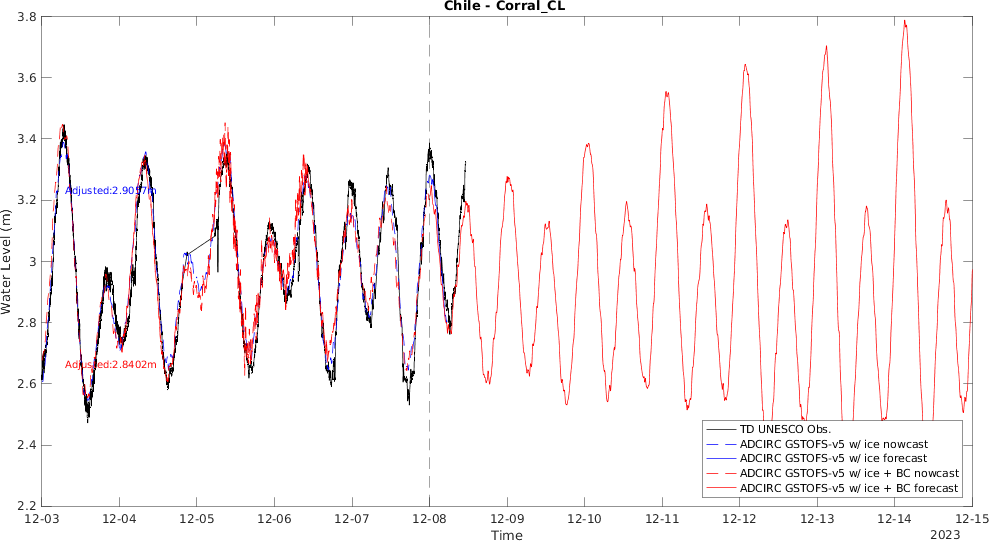 Chile - Corral_CL
3.8
3.6
3.4
3.2
3
2.8
2.6
2.4
2.2
Water Level (m)
Adjusted:2.9057m
Adjusted:2.8402m
TD UNESCO Obs.
ADCIRC GSTOFS-v5 w/ ice nowcast
ADCIRC GSTOFS-v5 w/ ice forecast
ADCIRC GSTOFS-v5 w/ ice + BC nowcast
ADCIRC GSTOFS-v5 w/ ice + BC forecast
12-03 12-04 12-05 12-06 12-07 12-08 12-09 12-10 12-11 12-12 12-13 12-14 12-15
Time
2023